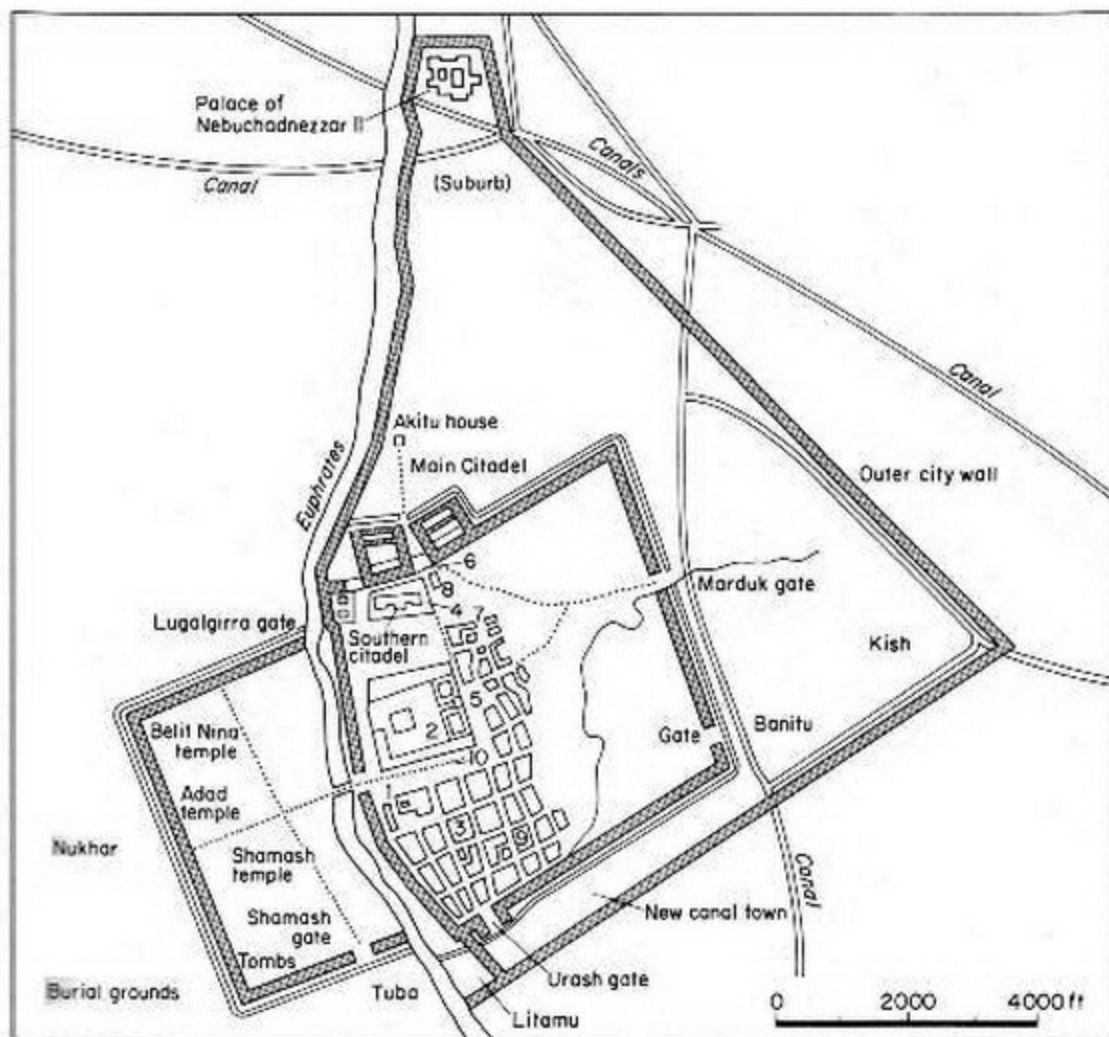 Palace of
Nebuchadnezzar II
Canal
(Suburb)
Canals
Canal
Akitu house
Main Citadel
Euphrates
Outer city wall
6
8
Marduk gate
4
7
Lugalgirra gate
Southern
citadel
Kish
5
Belit Nina
temple
2
Gate
Banitu
10
Adad
temple
1
Nukhar
3
9
Shamash
temple
Canal
Shamash
gate
New canal town
Tombs
Urash gate
Burial grounds
Tuba
Litamu
0 2000 4000 ft